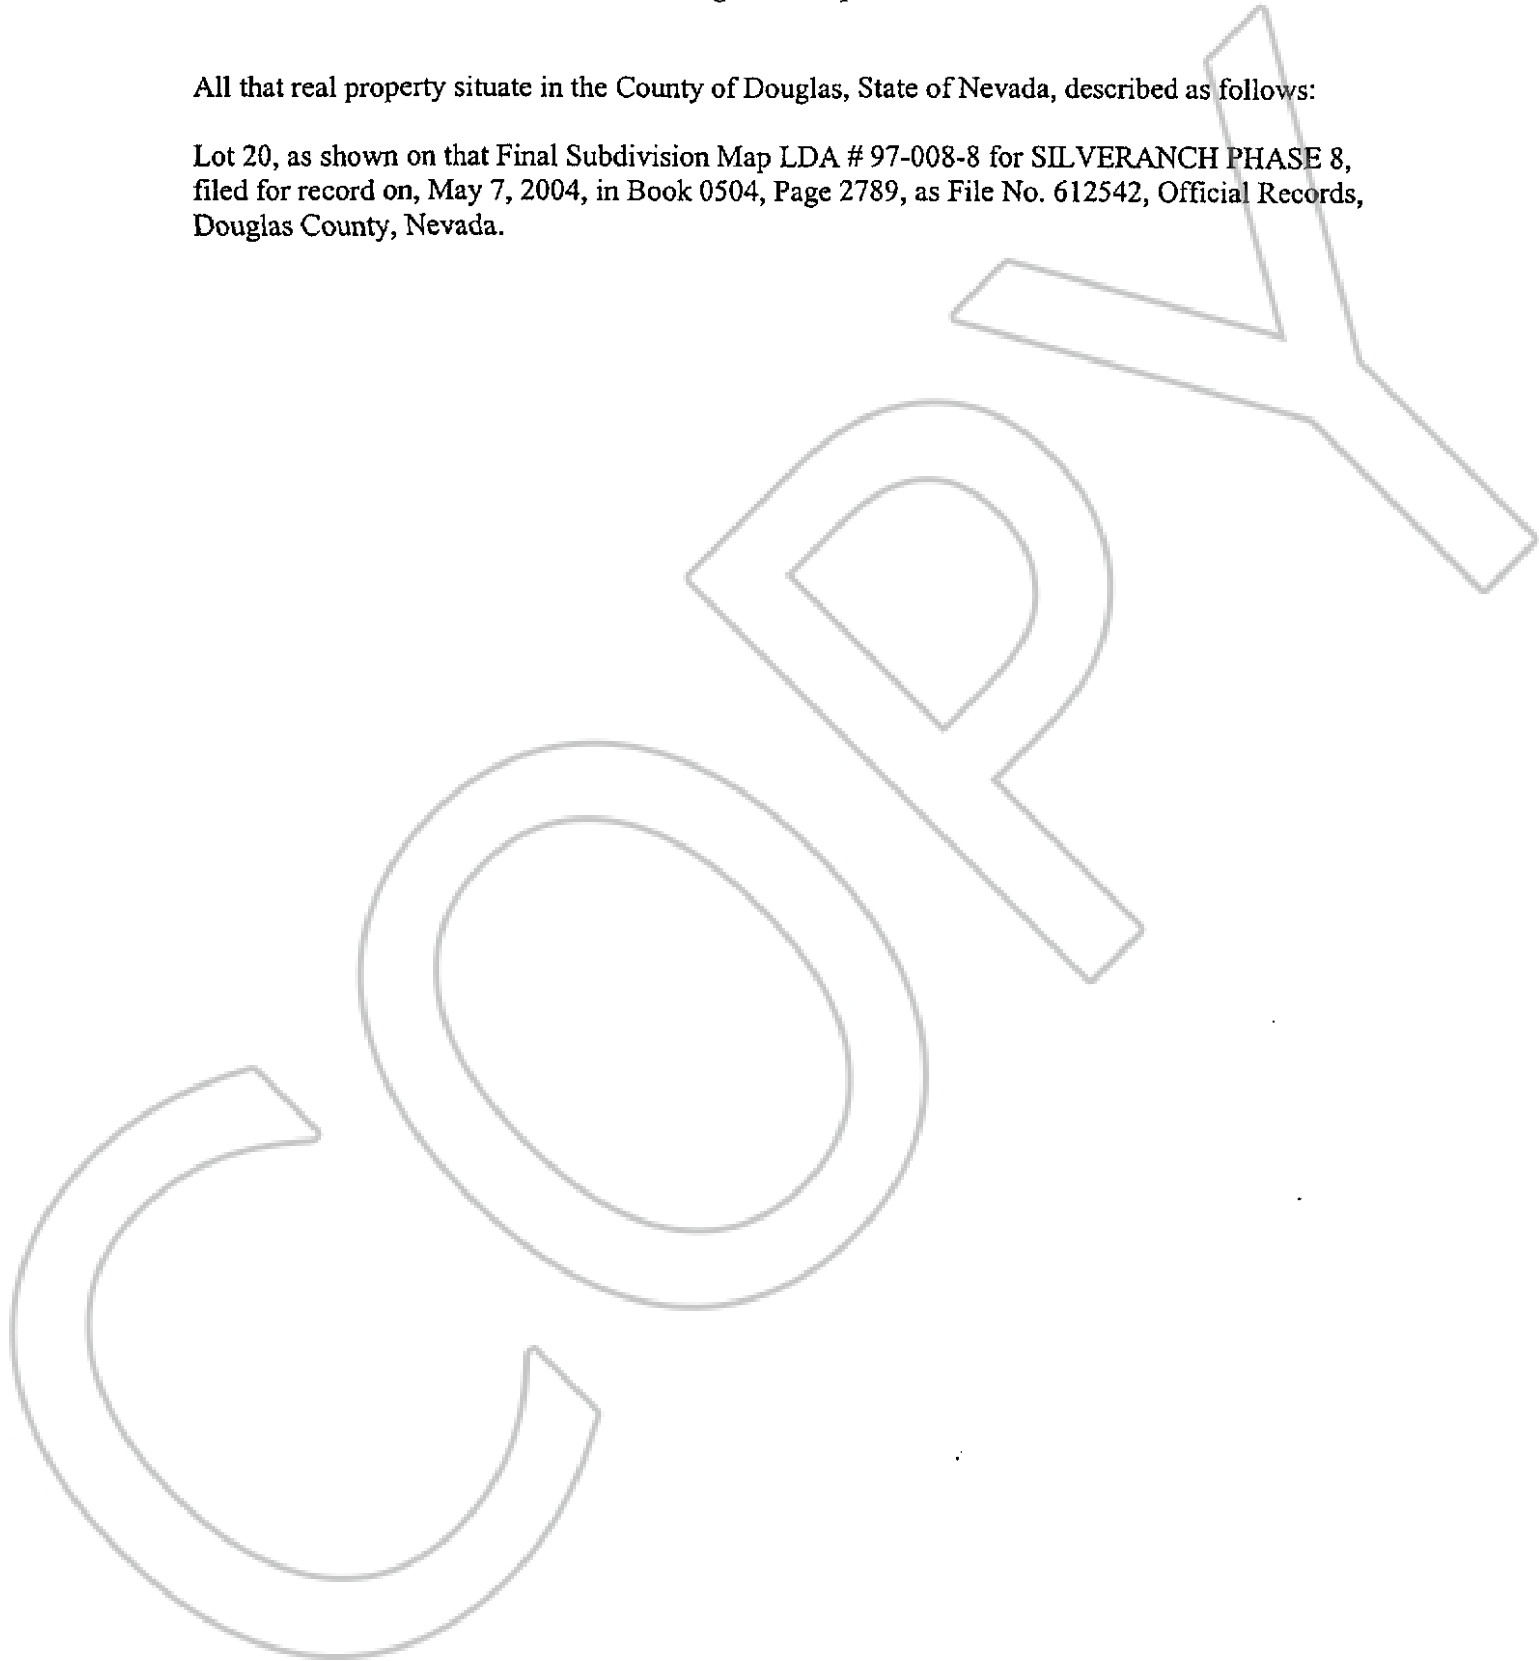 All that real property situate in the County of Douglas, State of Nevada, described as follows:
Lot 20, as shown on that Final Subdivision Map LDA # 97-008-8 for SILVERANCH PHASE 8,
filed for record on, May 7, 2004, in Book 0504, Page 2789, as File No. 612542, Official Records,
Douglas County, Nevada.
COPY